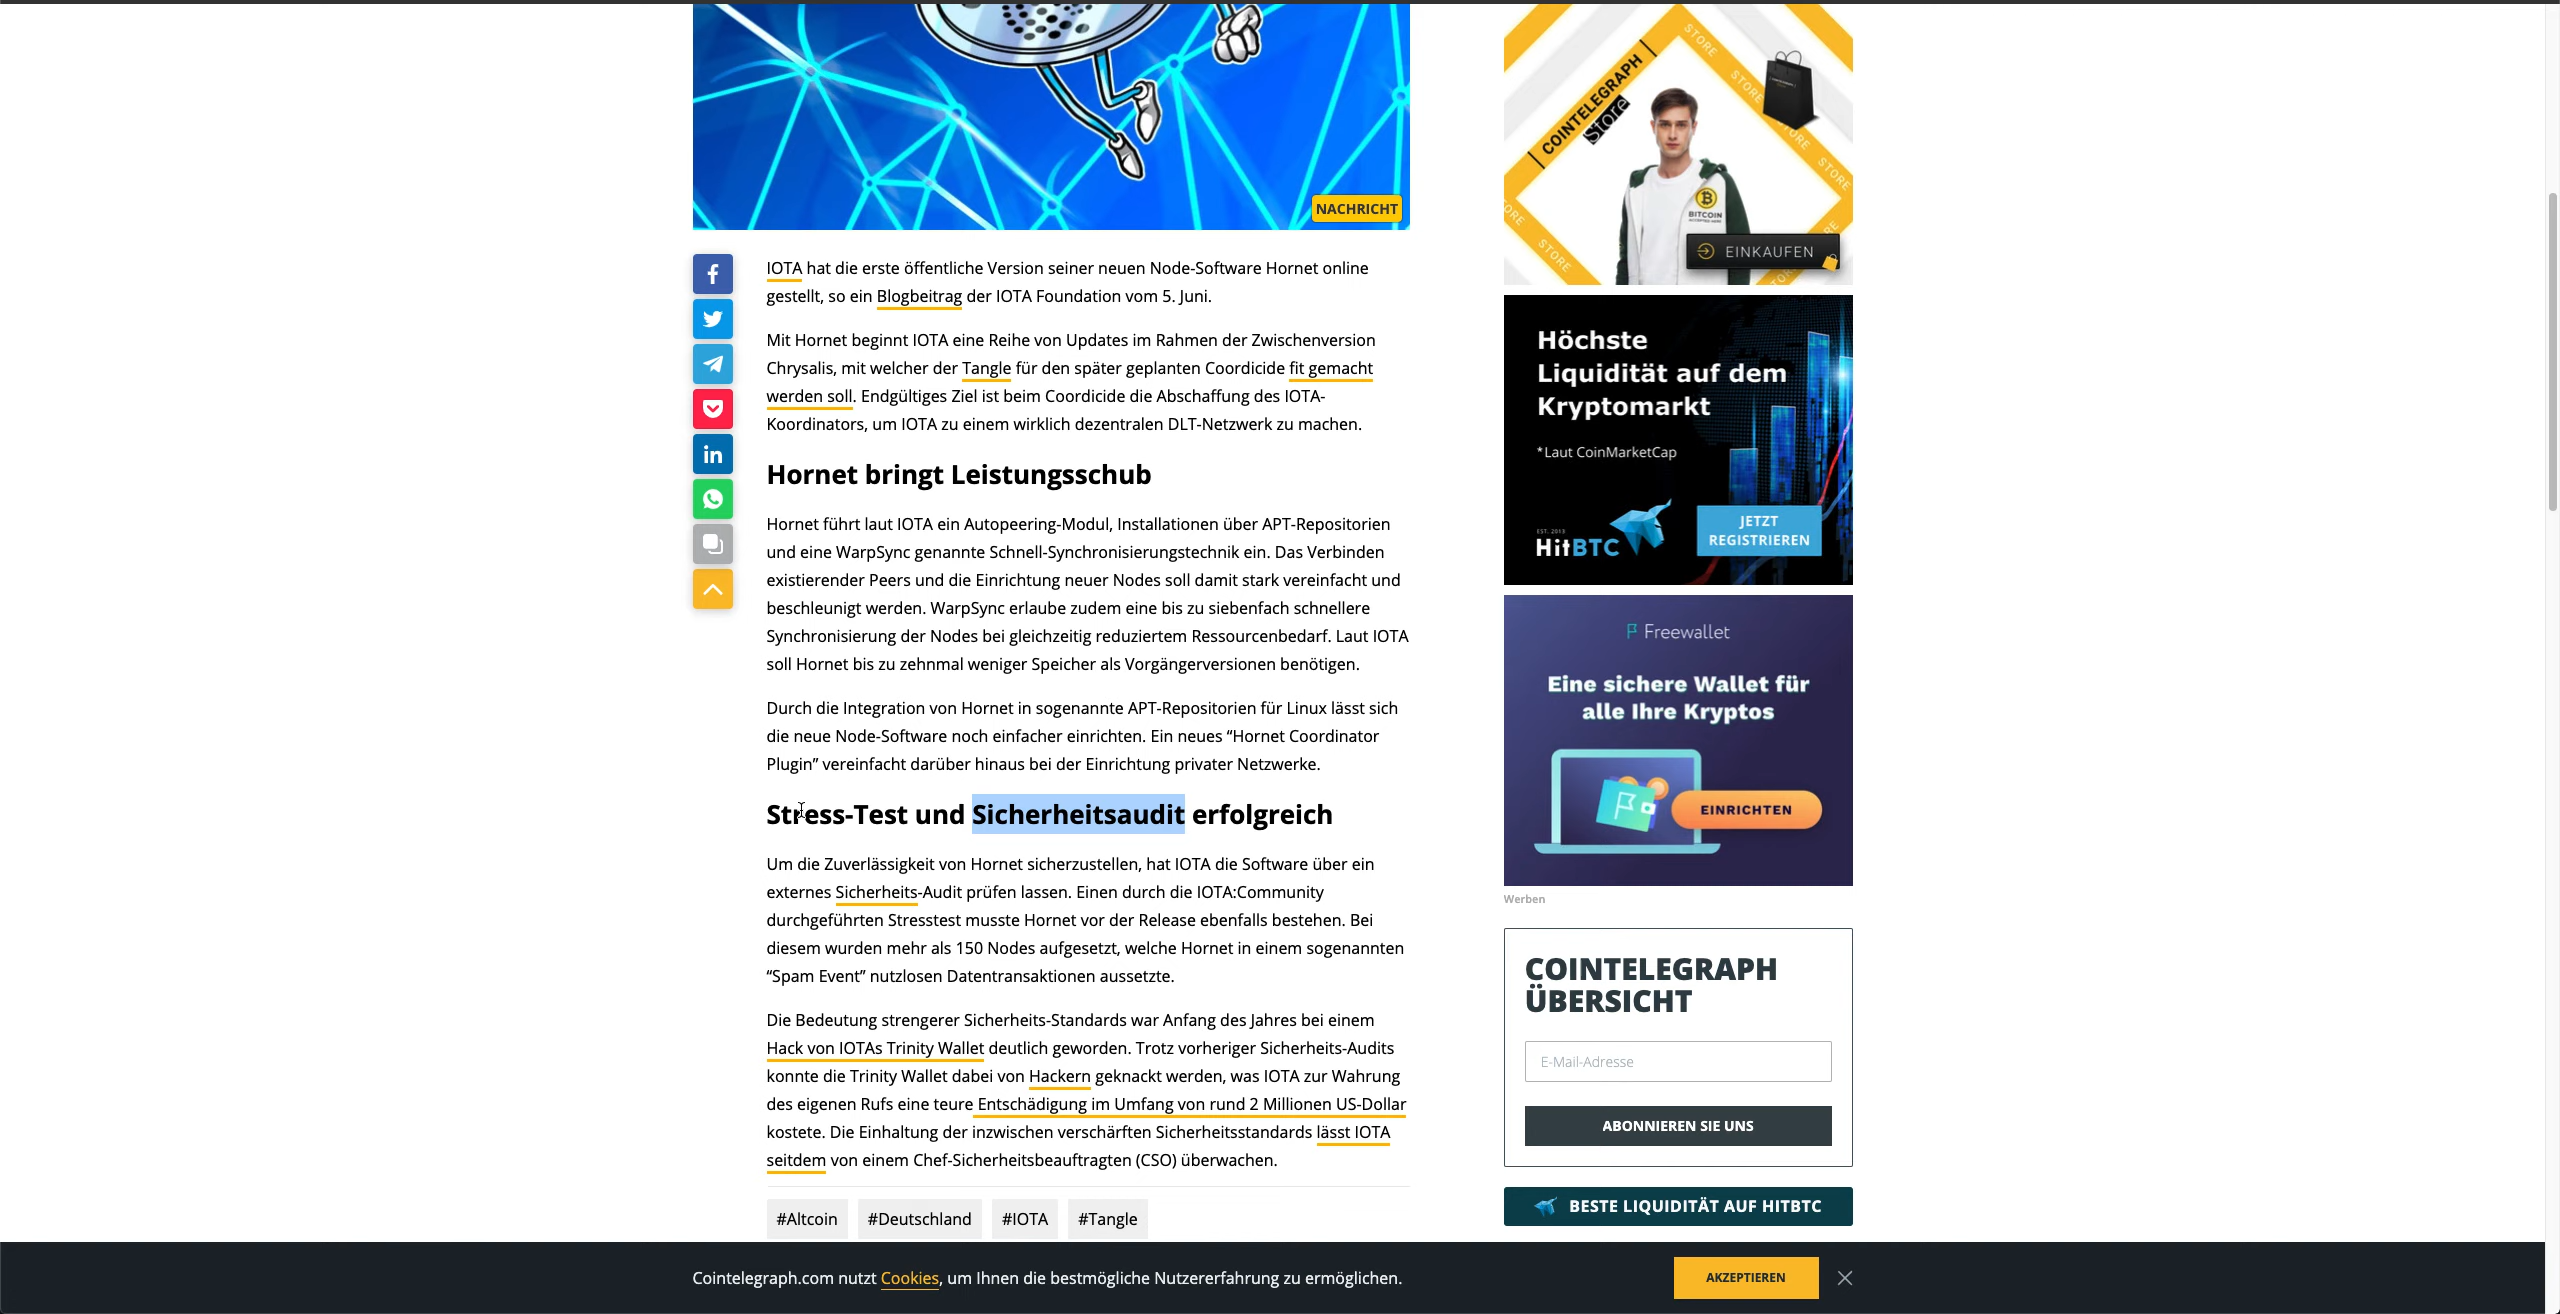 NACHRICHT
IOTA hat die erste öffentliche Version seiner neuen Node-Software Hornet online
gestellt, so ein Blogbeitrag der IOTA Foundation vom 5. Juni.
Mit Hornet beginnt IOTA eine Reihe von Updates im Rahmen der Zwischenversion
Chrysalis, mit welcher der Tangle für den später geplanten Coordicide fit gemacht
werden soll. Endgültiges Ziel ist beim Coordicide die Abschaffung des IOTA-
Koordinators, um IOTA zu einem wirklich dezentralen DLT-Netzwerk zu machen.
Hornet bringt Leistungsschub
Hornet führt laut IOTA ein Autopeering-Modul, Installationen über APT-Repositorien
und eine WarpSync genannte Schnell-Synchronisierungstechnik ein. Das Verbinden
existierender Peers und die Einrichtung neuer Nodes soll damit stark vereinfacht und
beschleunigt werden. WarpSync erlaube zudem eine bis zu siebenfach schnellere
Synchronisierung der Nodes bei gleichzeitig reduziertem Ressourcenbedarf. Laut IOTA
soll Hornet bis zu zehnmal weniger Speicher als Vorgängerversionen benötigen.
Durch die Integration von Hornet in sogenannte APT-Repositorien für Linux lässt sich
die neue Node-Software noch einfacher einrichten. Ein neues “Hornet Coordinator
Plugin” vereinfacht darüber hinaus bei der Einrichtung privater Netzwerke.
Stress-Test und Sicherheitsaudit erfolgreich
Um die Zuverlässigkeit von Hornet sicherzustellen, hat IOTA die Software über ein
externes Sicherheits-Audit prüfen lassen. Einen durch die IOTA:Community
durchgeführten Stresstest musste Hornet vor der Release ebenfalls bestehen. Bei
diesem wurden mehr als 150 Nodes aufgesetzt, welche Hornet in einem sogenannten
“Spam Event” nutzlosen Datentransaktionen aussetzte.
Die Bedeutung strengerer Sicherheits-Standards war Anfang des Jahres bei einem
Hack von IOTAs Trinity Wallet deutlich geworden. Trotz vorheriger Sicherheits-Audits
konnte die Trinity Wallet dabei von Hackern geknackt werden, was IOTA zur Wahrung
des eigenen Rufs eine teure Entschädigung im Umfang von rund 2 Millionen US-Dollar
kostete. Die Einhaltung der inzwischen verschärften Sicherheitsstandards lässt IOTA
seitdem von einem Chef-Sicherheitsbeauftragten (CSO) überwachen.
#Altcoin #Deutschland #IOTA #Tangle
COINTELEGRAPH
Store
STORE
STORE
STORE
STORE
STORE
BITCOIN
ACCEPTED HERE
EINKAUFEN
Höchste
Liquidität auf dem
Kryptomarkt
*Laut CoinMarketCap
EST. 2013
HitBTC
JETZT
REGISTRIEREN
Freewallet
Eine sichere Wallet für
alle Ihre Kryptos
EINRICHTEN
Werben
COINTELEGRAPH
ÜBERSICHT
E-Mail-Adresse
ABONNIEREN SIE UNS
BESTE LIQUIDITÄT AUF HITBTC
Cointelegraph.com nutzt Cookies, um Ihnen die bestmögliche Nutzererfahrung zu ermöglichen.
AKZEPTIEREN